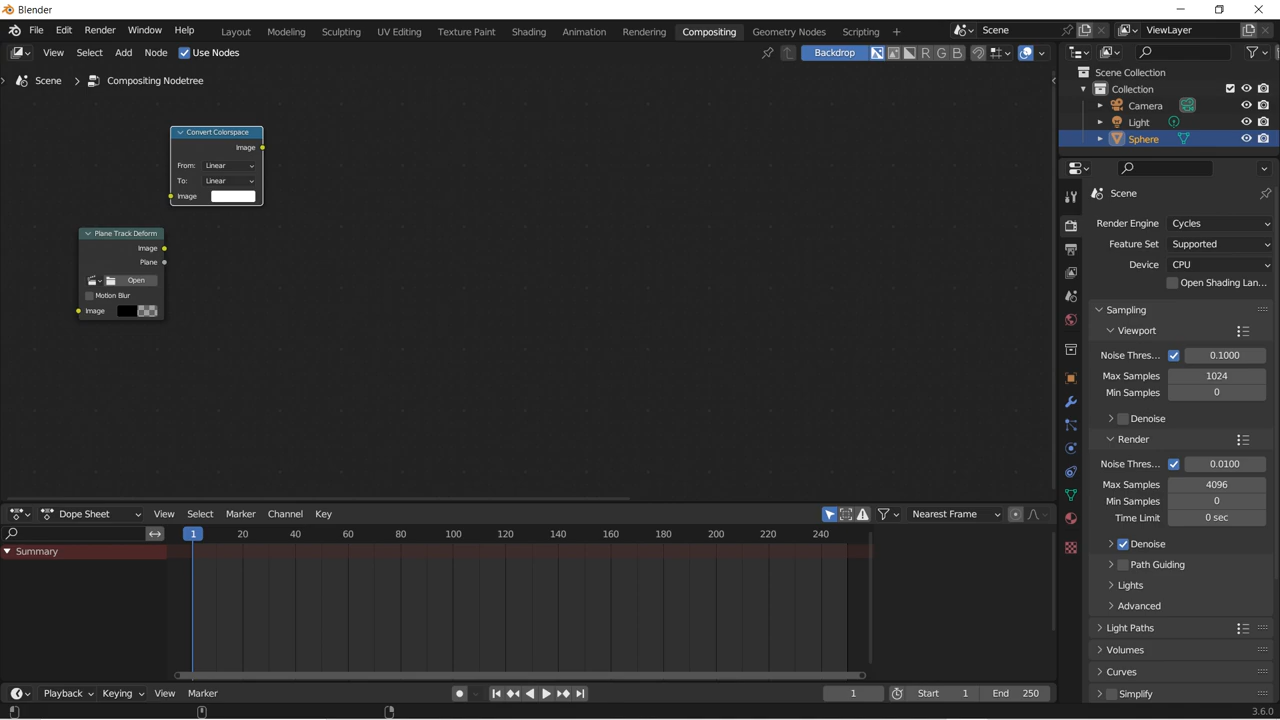 Blender
File Edit Render Window Help Layout Modeling Sculpting UV Editing Texture Paint Shading Animation Rendering Compositing Geometry Nodes Scripting Scene ViewLayer
View Select Add Node Use Nodes Backdrop R G B
Scene Compositing Nodetree
Scene Collection
Collection
Camera
Light
Sphere
Convert Colorspace
Image
From: Linear
To: Linear
Image
Plane Track Deform
Image
Plane
Open
Motion Blur
Image
Scene
Render Engine Cycles
Feature Set Supported
Device CPU
Open Shading Lan...
Sampling
Viewport
Noise Thres... 0.1000
Max Samples 1024
Min Samples 0
Denoise
Render
Noise Thres... 0.0100
Max Samples 4096
Min Samples 0
Time Limit 0 sec
Denoise
Path Guiding
Lights
Advanced
Light Paths
Volumes
Curves
Simplify
Dope Sheet View Select Marker Channel Key Nearest Frame
1 20 40 60 80 100 120 140 160 180 200 220 240
Summary
Playback Keying View Marker 1 Start 1 End 250
3.6.0